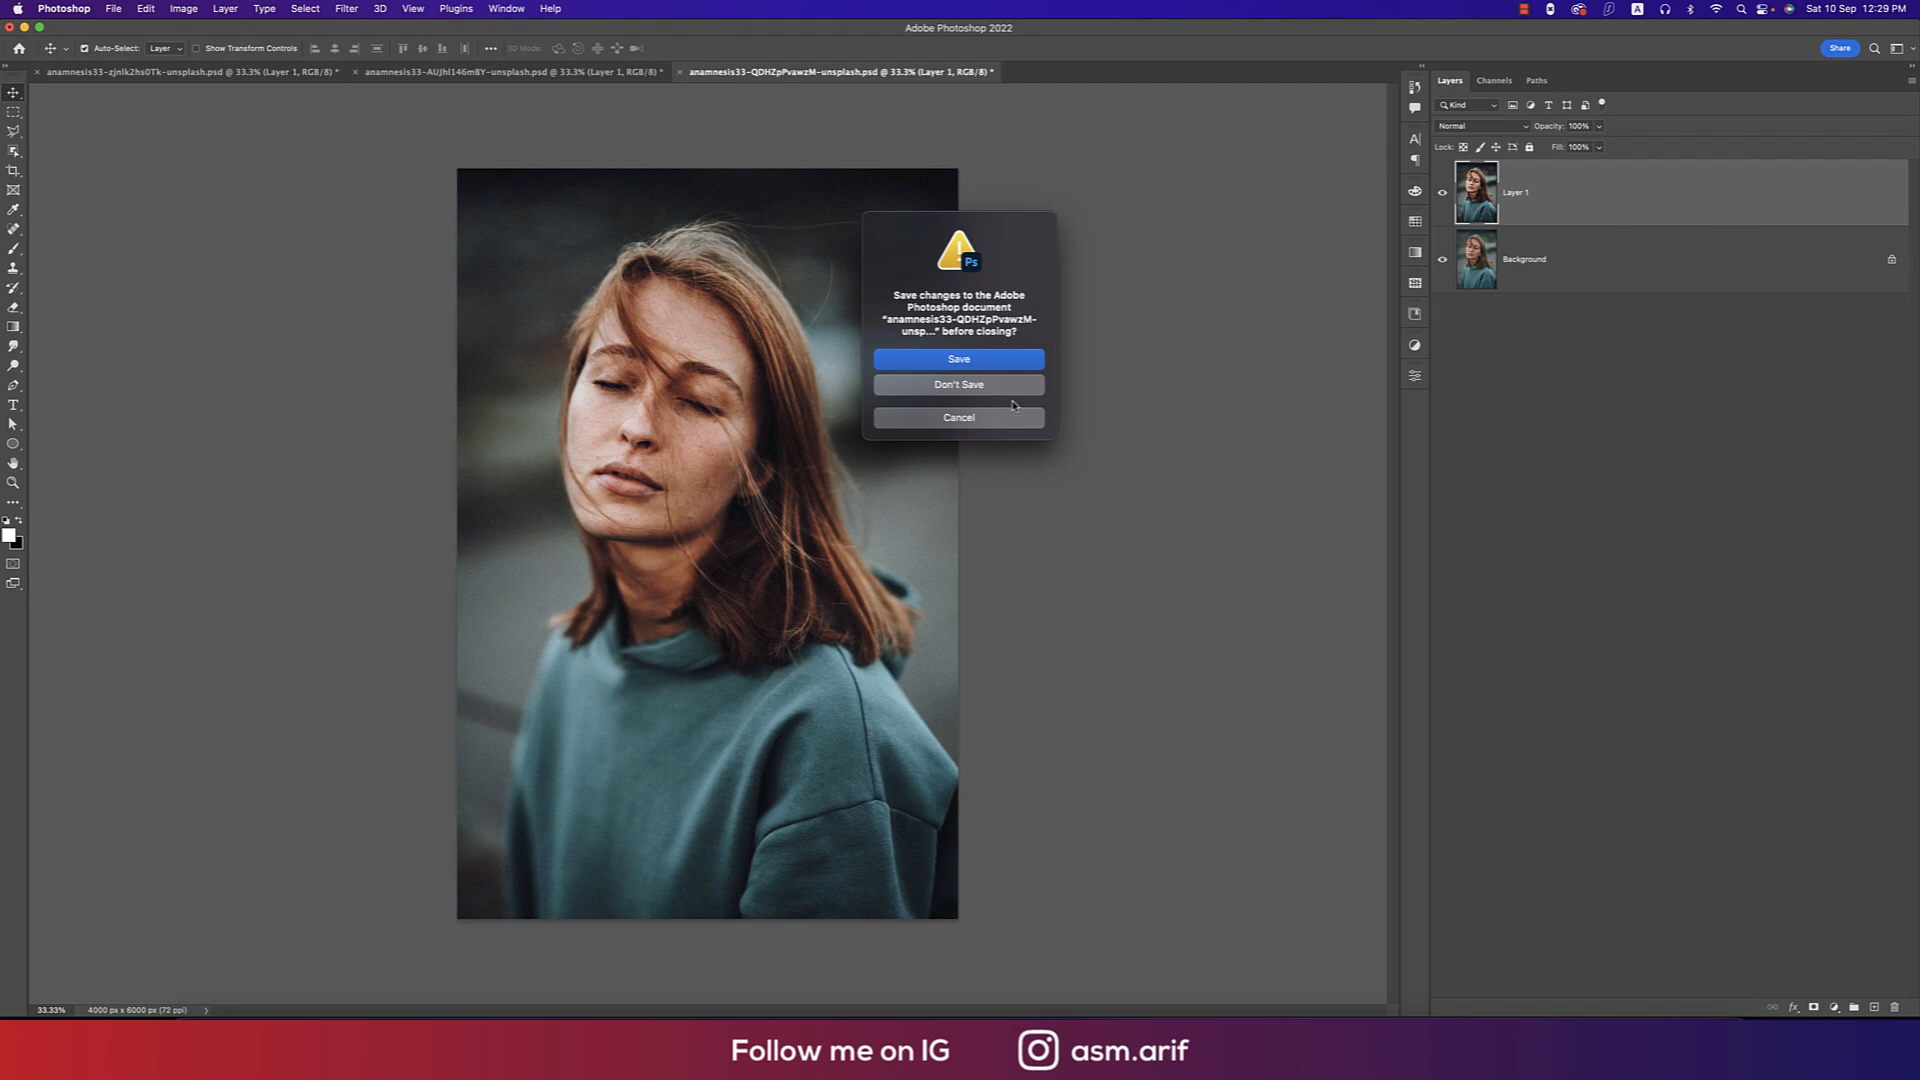 Photoshop File Edit Image Layer Type Select Filter 3D View Plugins Window Help
A
Sat 10 Sep 12:29 PM
Adobe Photoshop 2022
Auto-Select: Layer Show Transform Controls
3D Mode:
Share
anamnesis33-zjnlk2hs0Tk-unsplash.psd @ 33.3% (Layer 1, RGB/8) *
anamnesis33-AUJhl146mBY-unsplash.psd @ 33.3% (Layer 1, RGB/8) *
anamnesis33-QDHZpPvawzM-unsplash.psd @ 33.3% (Layer 1, RGB/8) *
Layers Channels Paths
Kind
Normal Opacity: 100%
Lock: Fill: 100%
Layer 1
Background
Ps
Save changes to the Adobe
Photoshop document
“anamnesis33-QDHZpPvawzM-
unsp...” before closing?
Save
Don't Save
Cancel
33.33% 4000 px x 6000 px (72 ppi)
fx
Follow me on IG asm.arif